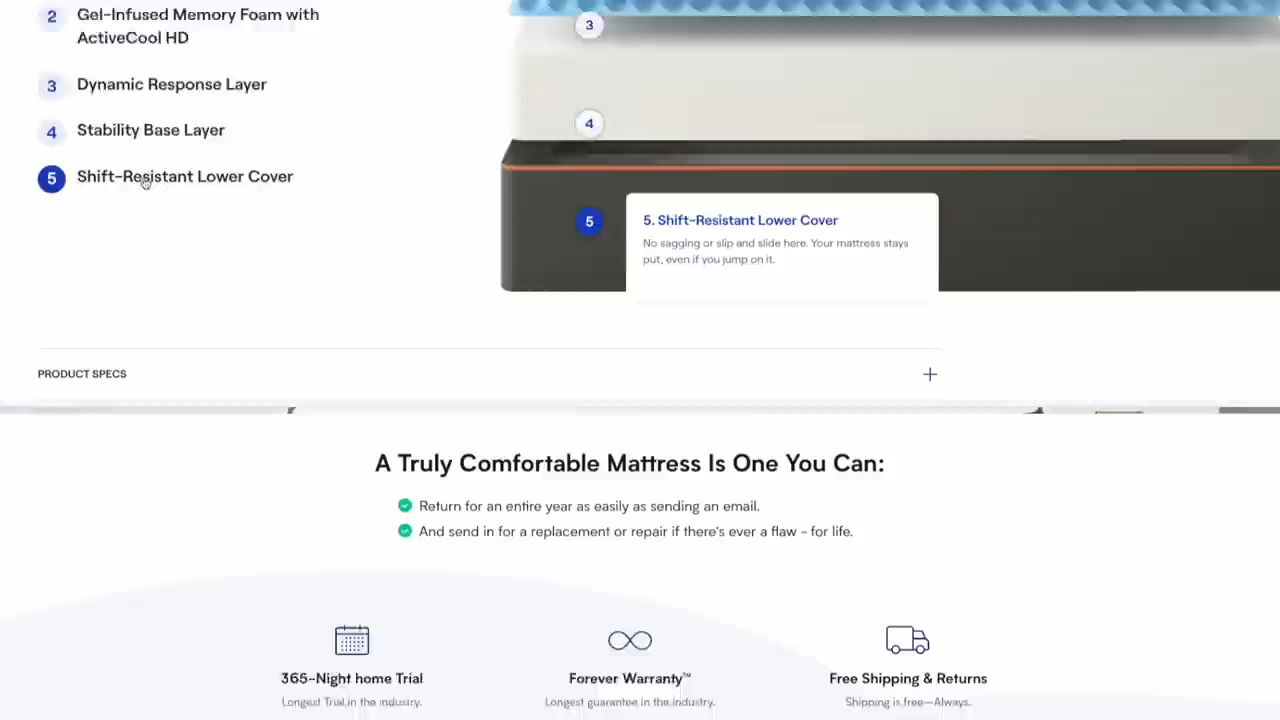 2 Gel-Infused Memory Foam with
ActiveCool HD
3 Dynamic Response Layer
4 Stability Base Layer
5 Shift-Resistant Lower Cover
3
4
5
5. Shift-Resistant Lower Cover
No sagging or slip and slide here. Your mattress stays
put, even if you jump on it.
PRODUCT SPECS
A Truly Comfortable Mattress Is One You Can:
Return for an entire year as easily as sending an email.
And send in for a replacement or repair if there's ever a flaw - for life.
365-Night home Trial
Longest Trial in the industry.
Forever Warranty™
Longest guarantee in the industry.
Free Shipping & Returns
Shipping is free—Always.